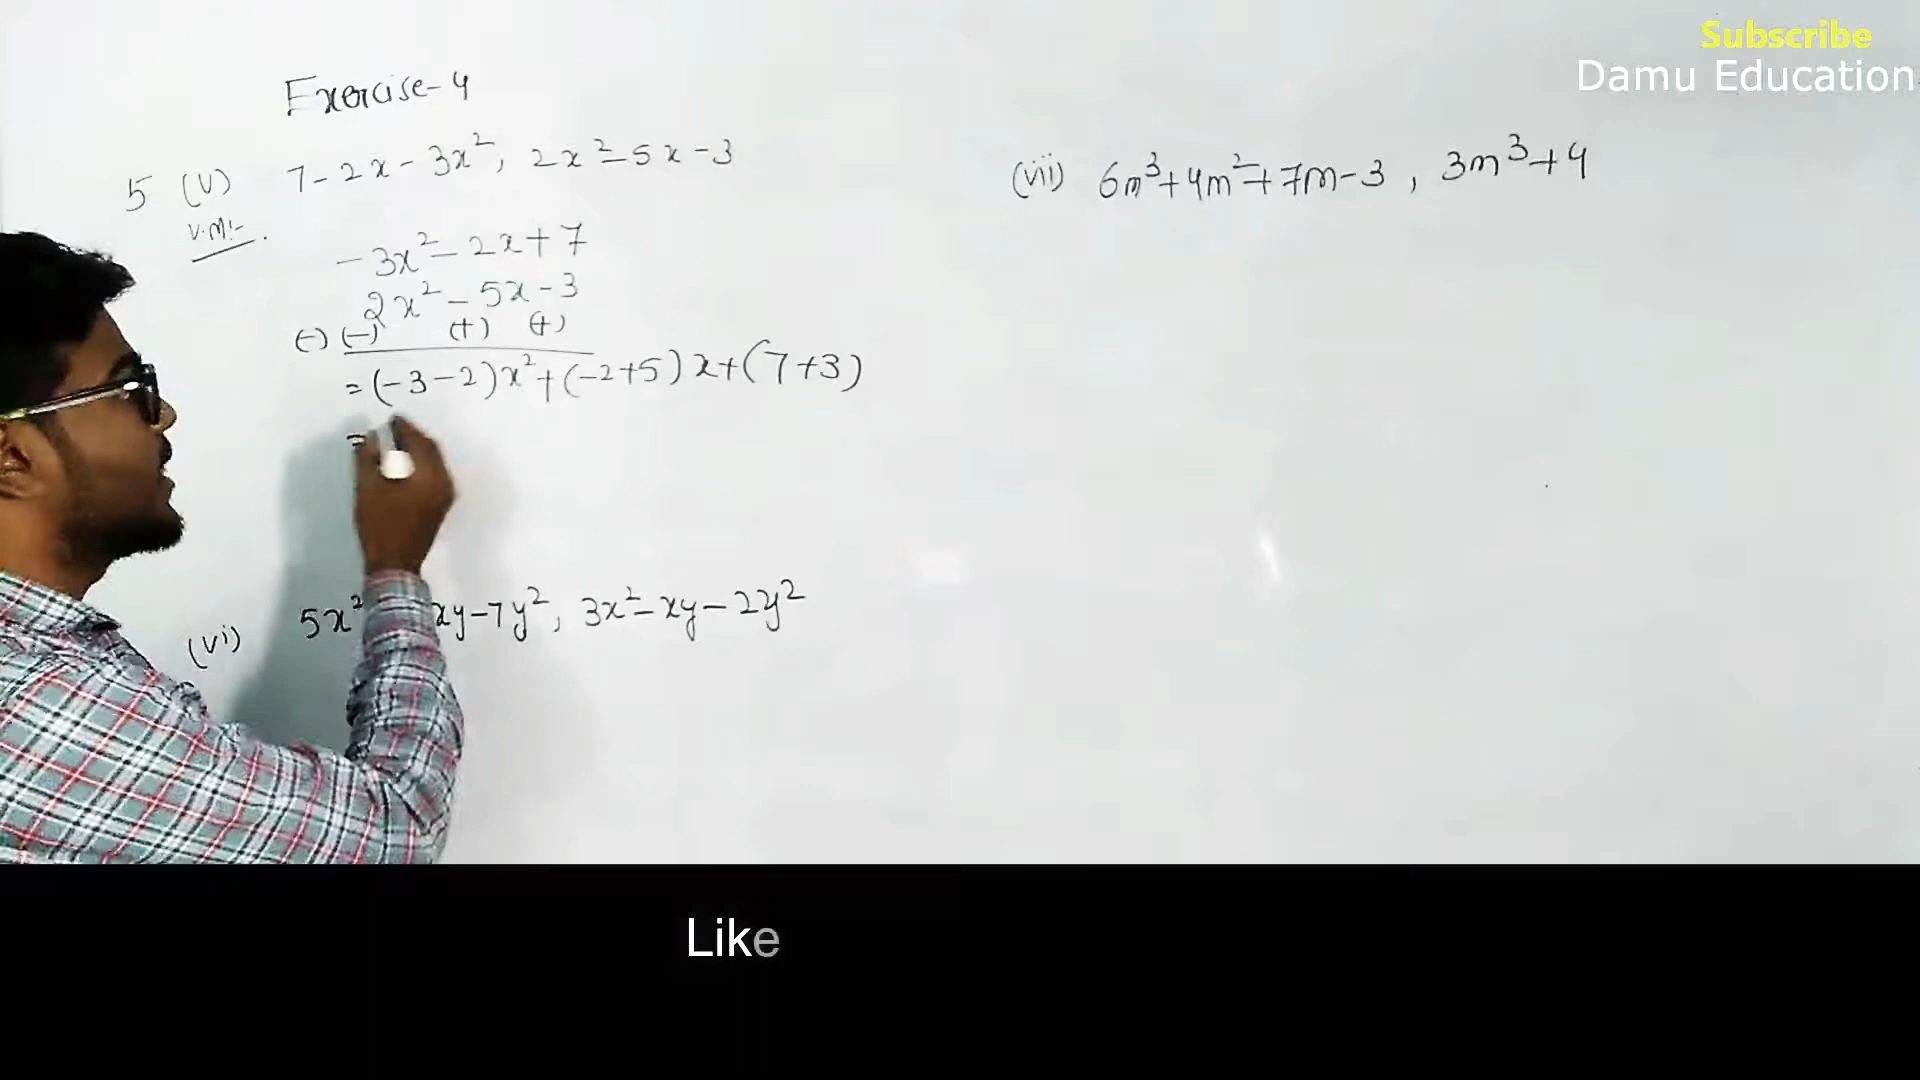 Subscribe
Damu Education
Exercise-4
5 (v) 7-2x-3x², 2x²-5x-3
V.M:-
-3x²-2x+7
2x²-5x-3
(-) (-) (+) (+)
=(-3-2)x²+(-2+5)x+(7+3)
=
(vi) 5x² xy-7y², 3x²-xy-2y²
(vii) 6m³+4m²+7m-3, 3m³+4
Like